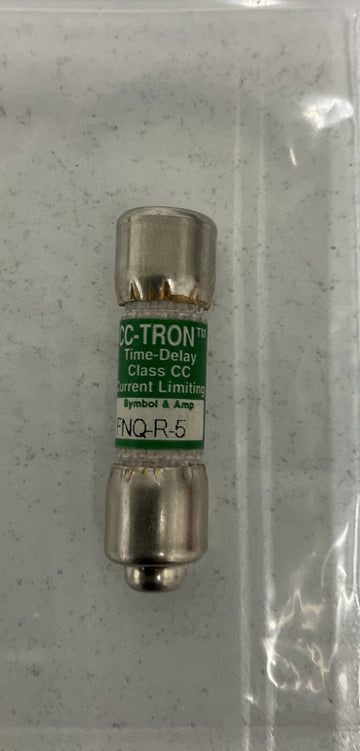 CC-TRON™
Time-Delay
Class CC
Current Limiting
Symbol & Amp
FNQ-R-5